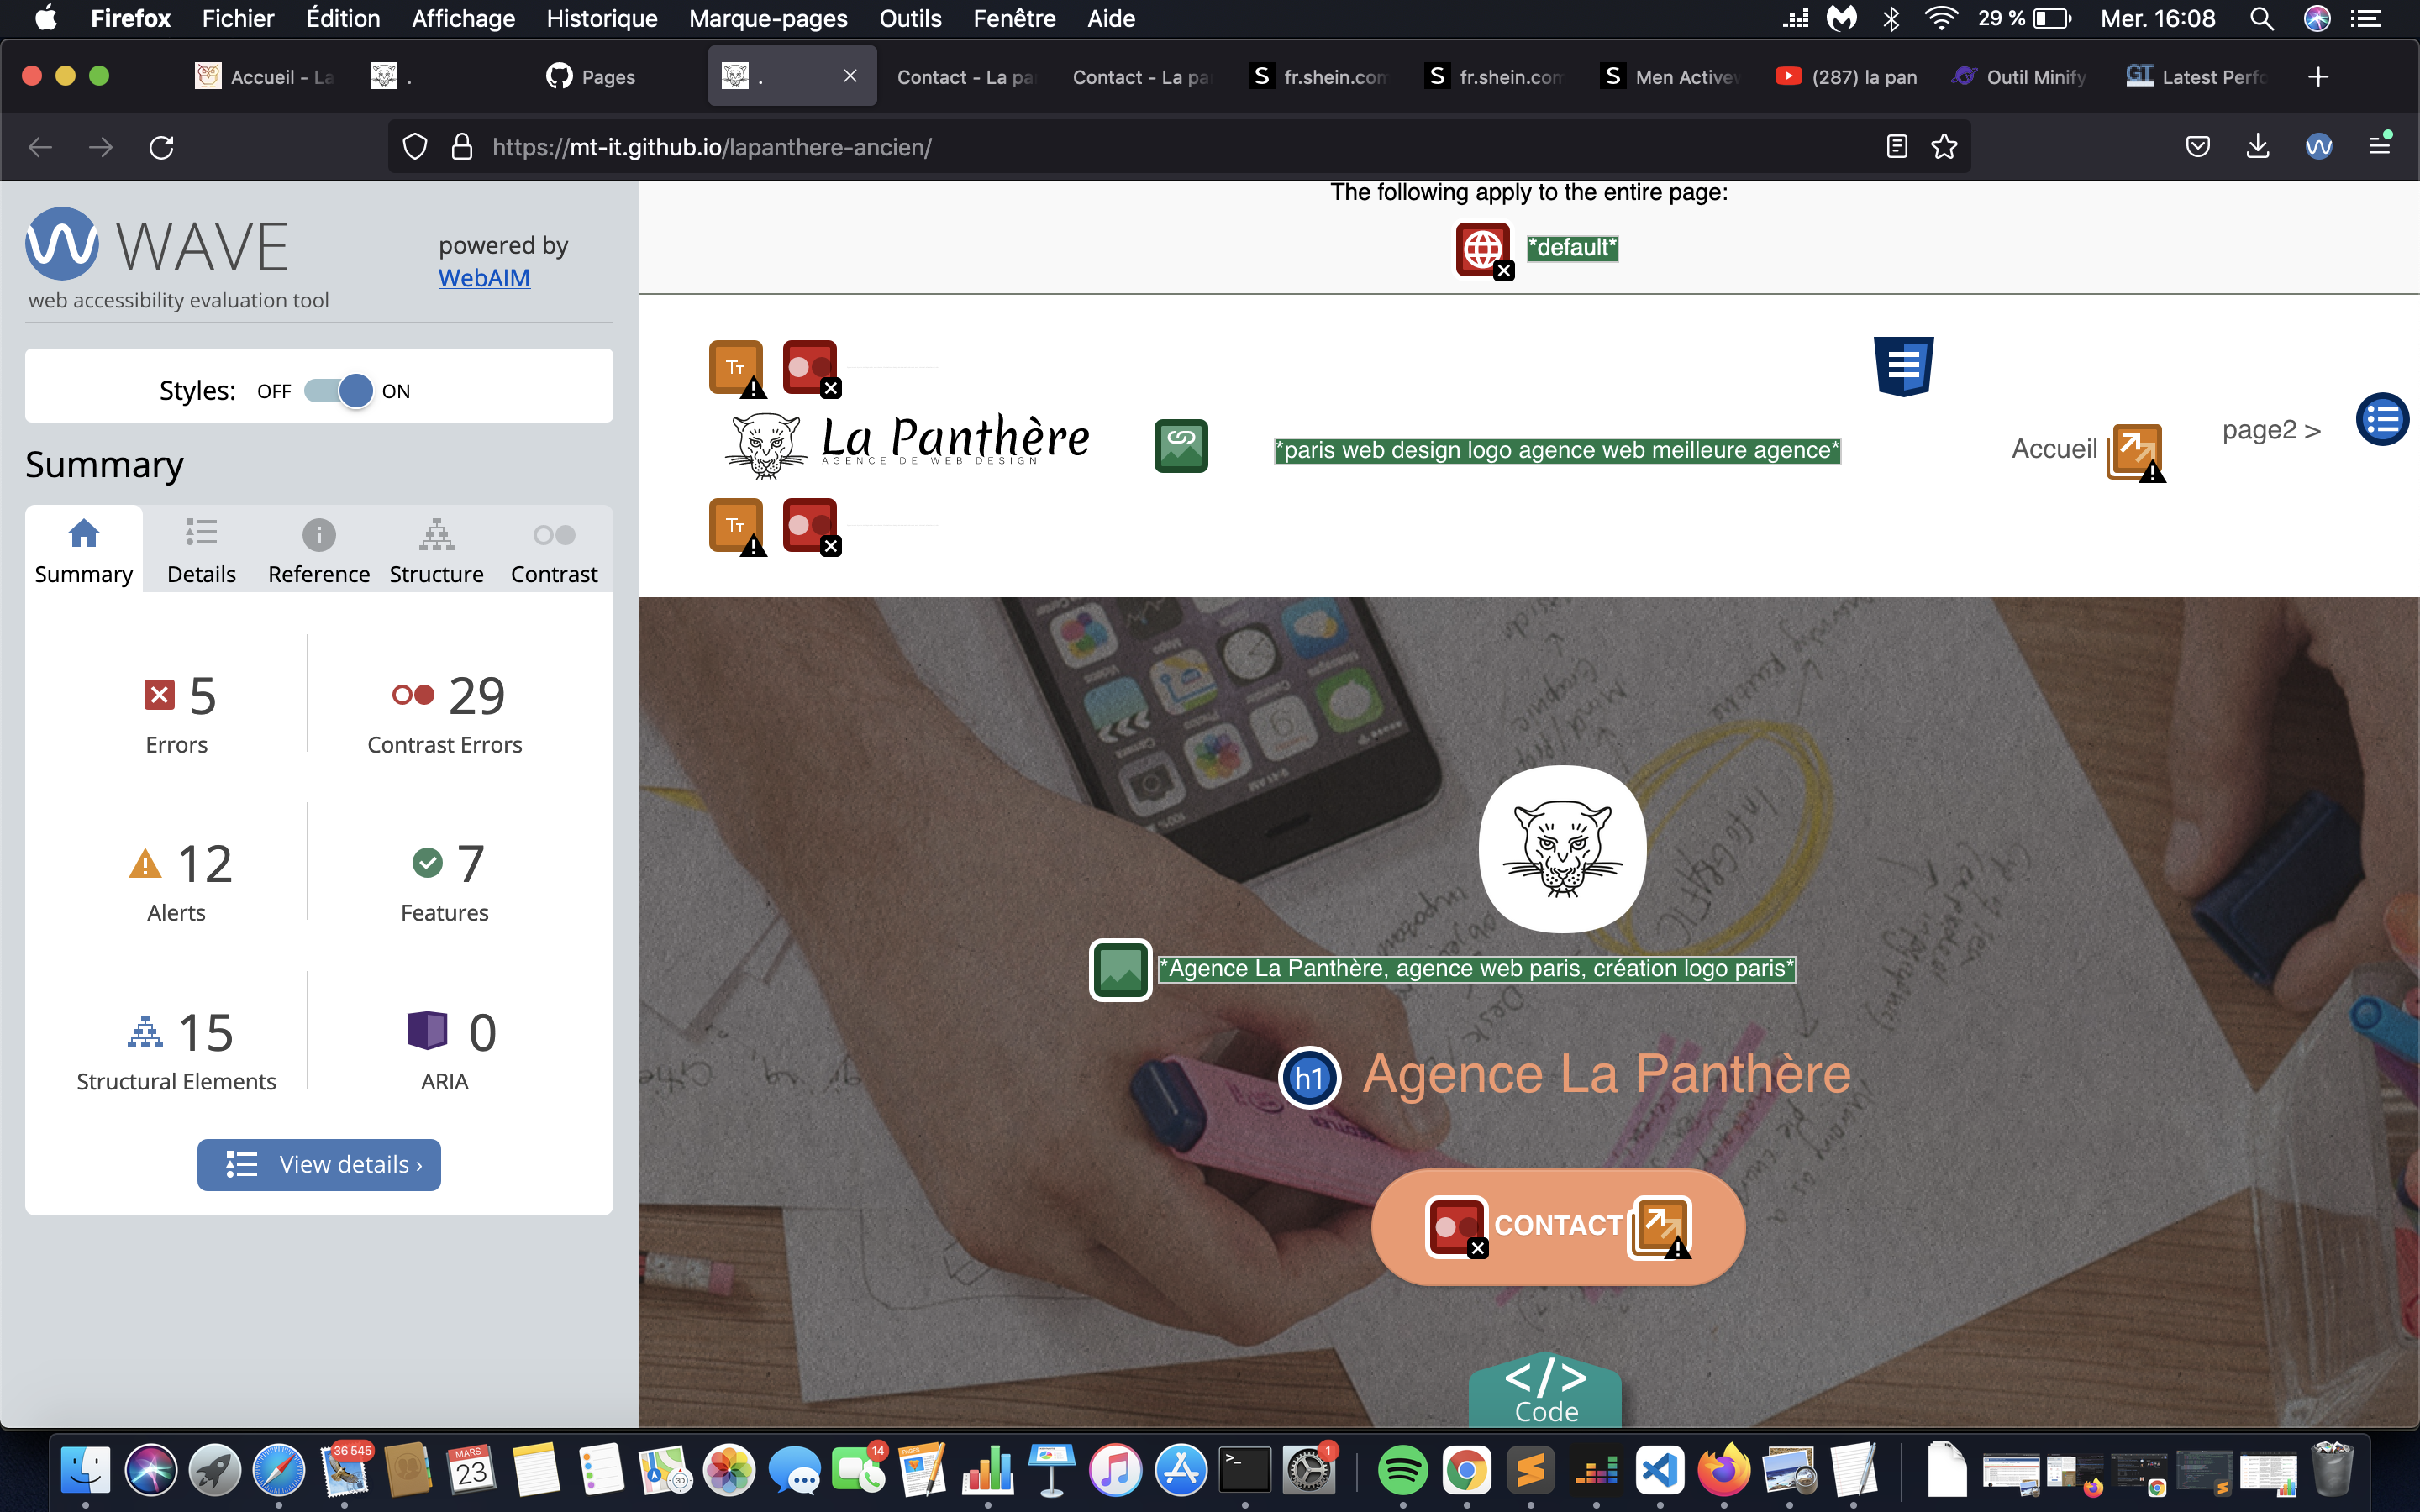 Firefox Fichier Édition Affichage Historique Marque-pages Outils Fenêtre Aide 29 % Mer. 16:08
Accueil - La . Pages . Contact - La pa Contact - La pa fr.shein.com fr.shein.com Men Activew (287) la pan Outil Minify Latest Perfo
https://mt-it.github.io/lapanthere-ancien/
WAVE
web accessibility evaluation tool
powered by
WebAIM
Styles: OFF ON
Summary
Summary Details Reference Structure Contrast
5 29
Errors Contrast Errors
12 7
Alerts Features
15 0
Structural Elements ARIA
View details ›
The following apply to the entire page:
*default*
La Panthère
AGENCE DE WEB DESIGN
*paris web design logo agence web meilleure agence*
Accueil page2 >
*Agence La Panthère, agence web paris, création logo paris*
h1 Agence La Panthère
CONTACT
</>
Code
36 545
MARS
23
14
PAGES
1